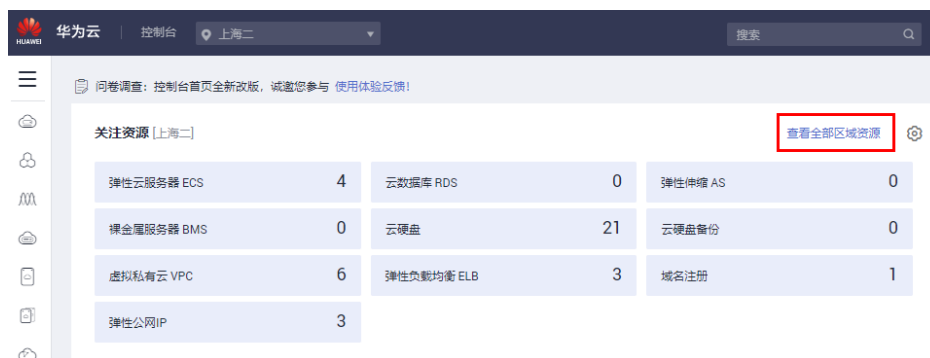 HUAWEI 华为云 控制台 上海二 搜索
问卷调查：控制台首页全新改版，诚邀您参与 使用体验反馈！
关注资源 [上海二] 查看全部区域资源
弹性云服务器 ECS 4 云数据库 RDS 0 弹性伸缩 AS 0
裸金属服务器 BMS 0 云硬盘 21 云硬盘备份 0
虚拟私有云 VPC 6 弹性负载均衡 ELB 3 域名注册 1
弹性公网IP 3